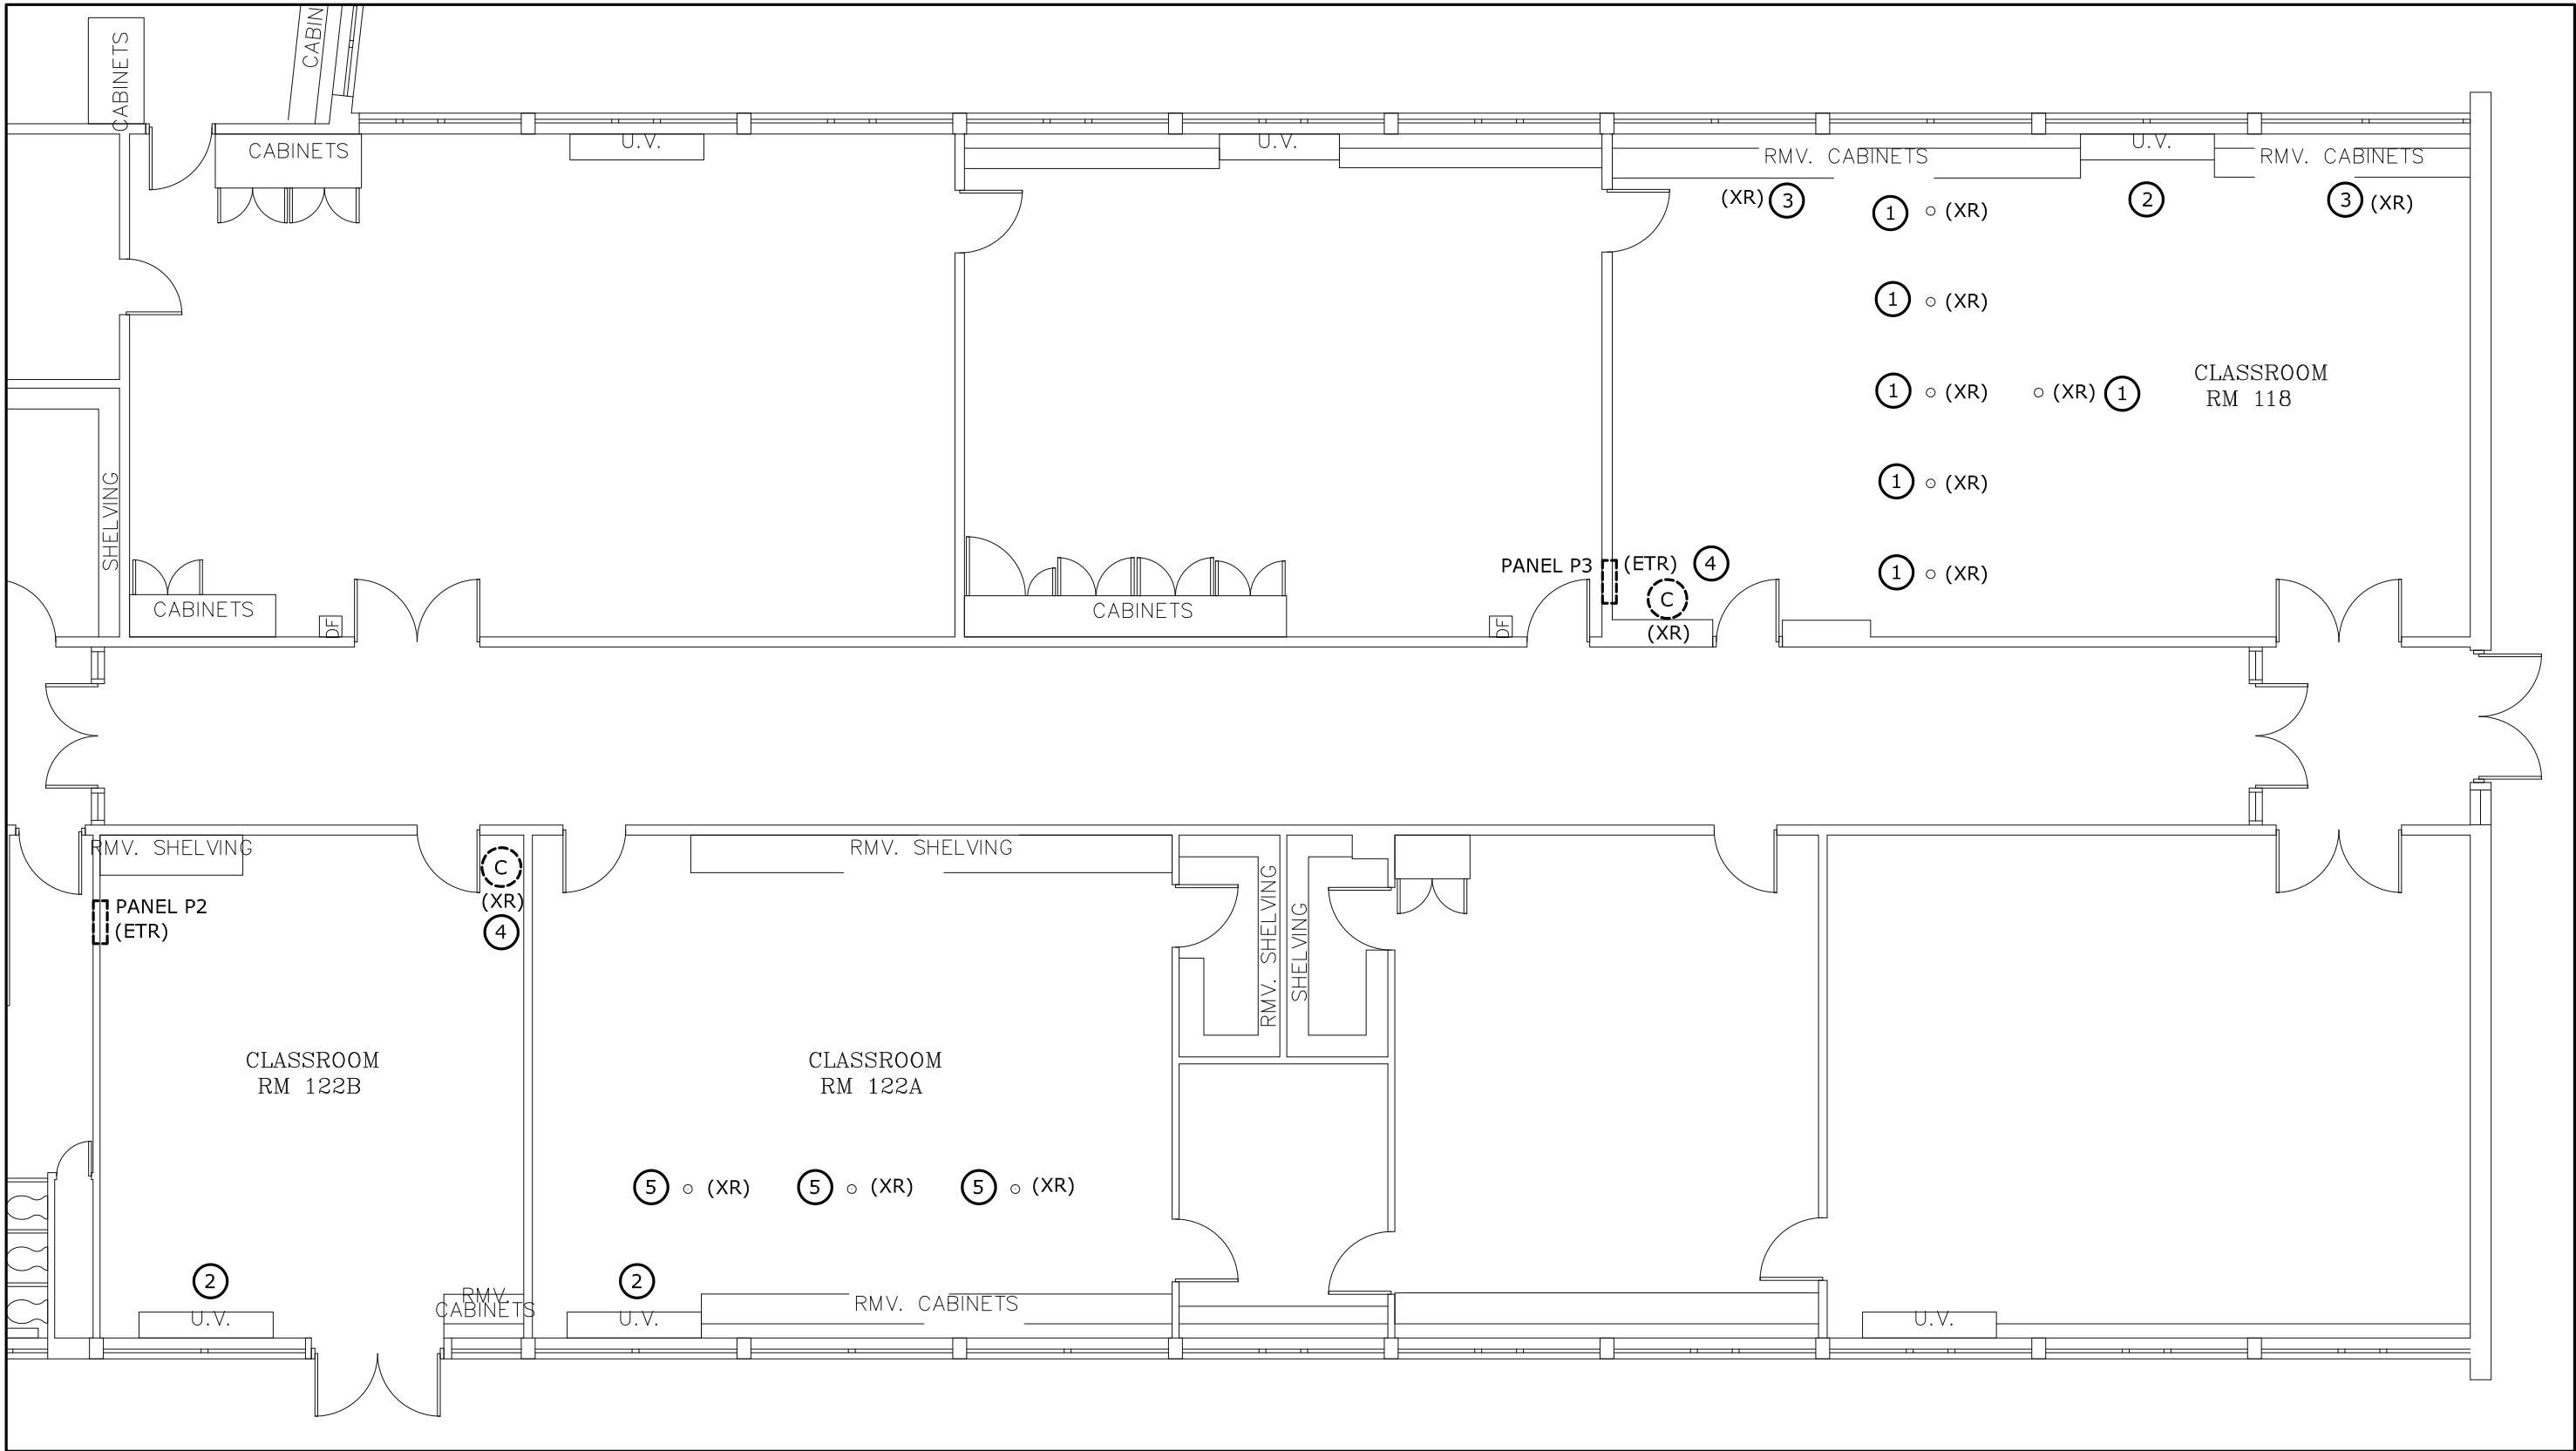 CABINETS
CABIN
CABINETS
U.V.
U.V.
RMV. CABINETS
U.V.
RMV. CABINETS
(XR) 3
1 (XR)
2
3 (XR)
1 (XR)
1 (XR)
(XR) 1
CLASSROOM
RM 118
SHELVING
1 (XR)
PANEL P3
(ETR)
4
1 (XR)
C
(XR)
CABINETS
DF
CABINETS
DF
RMV. SHELVING
C
(XR)
4
PANEL P2
(ETR)
RMV. SHELVING
RMV. SHELVING
SHELVING
CLASSROOM
RM 122B
CLASSROOM
RM 122A
5 (XR)
5 (XR)
5 (XR)
2
2
U.V.
RMV.
CABINETS
U.V.
RMV. CABINETS
U.V.